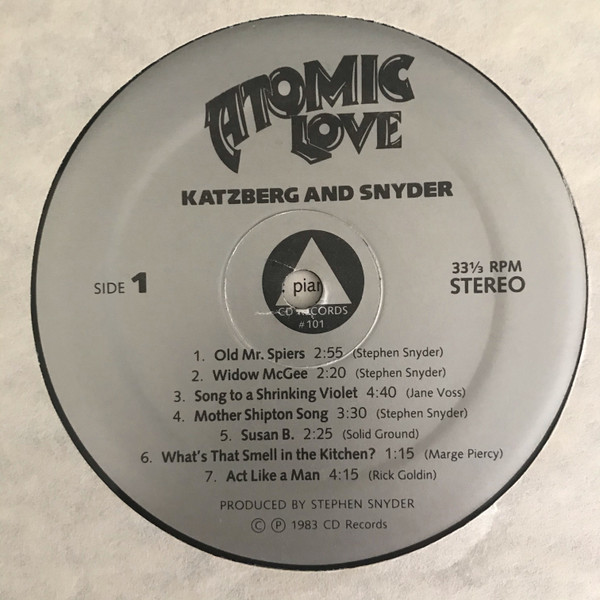 ATOMIC
LOVE
KATZBERG AND SNYDER
SIDE 1
33⅓ RPM
STEREO
: pian
CD RECORDS
#101
1. Old Mr. Spiers 2:55 (Stephen Snyder)
2. Widow McGee 2:20 (Stephen Snyder)
3. Song to a Shrinking Violet 4:40 (Jane Voss)
4. Mother Shipton Song 3:30 (Stephen Snyder)
5. Susan B. 2:25 (Solid Ground)
6. What's That Smell in the Kitchen? 1:15 (Marge Piercy)
7. Act Like a Man 4:15 (Rick Goldin)
PRODUCED BY STEPHEN SNYDER
© ℗ 1983 CD Records